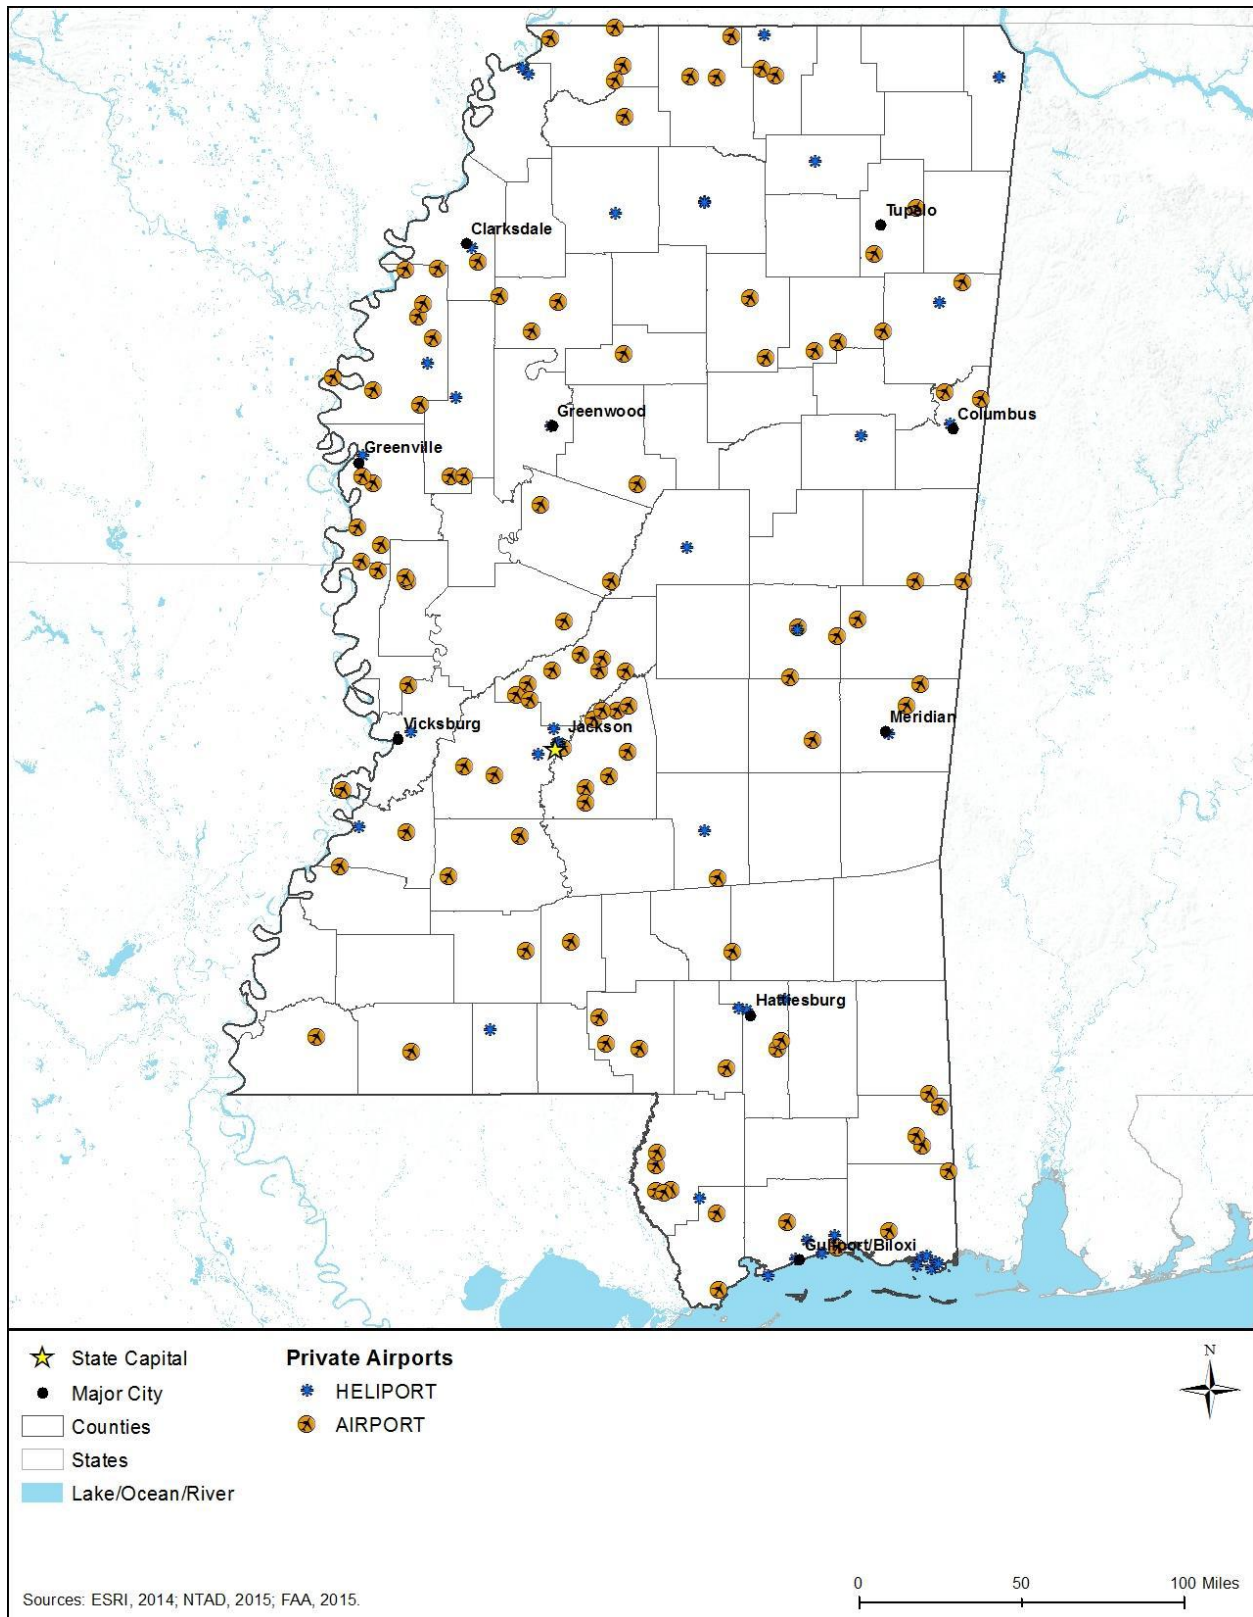 Tupelo
Clarksdale
Greenwood
Columbus
Greenville
Meridian
Vicksburg
Jackson
Hattiesburg
Gulfport/Biloxi
State Capital
Private Airports
N
Major City
HELIPORT
Counties
AIRPORT
States
Lake/Ocean/River
0 50 100 Miles
Sources: ESRI, 2014; NTAD, 2015; FAA, 2015.